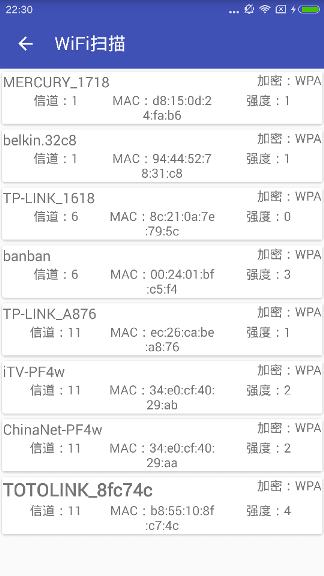 22:30
WiFi扫描
MERCURY_1718 加密：WPA
信道：1 MAC：d8:15:0d:2 强度：1
4:fa:b6
belkin.32c8 加密：WPA
信道：1 MAC：94:44:52:7 强度：1
8:31:c8
TP-LINK_1618 加密：WPA
信道：6 MAC：8c:21:0a:7e 强度：0
:79:5c
banban 加密：WPA
信道：6 MAC：00:24:01:bf 强度：3
:c5:f4
TP-LINK_A876 加密：WPA
信道：11 MAC：ec:26:ca:be 强度：1
:a8:76
iTV-PF4w 加密：WPA
信道：11 MAC：34:e0:cf:40: 强度：2
29:ab
ChinaNet-PF4w 加密：WPA
信道：11 MAC：34:e0:cf:40: 强度：2
29:aa
TOTOLINK_8fc74c 加密：WPA
信道：11 MAC：b8:55:10:8f 强度：4
:c7:4c